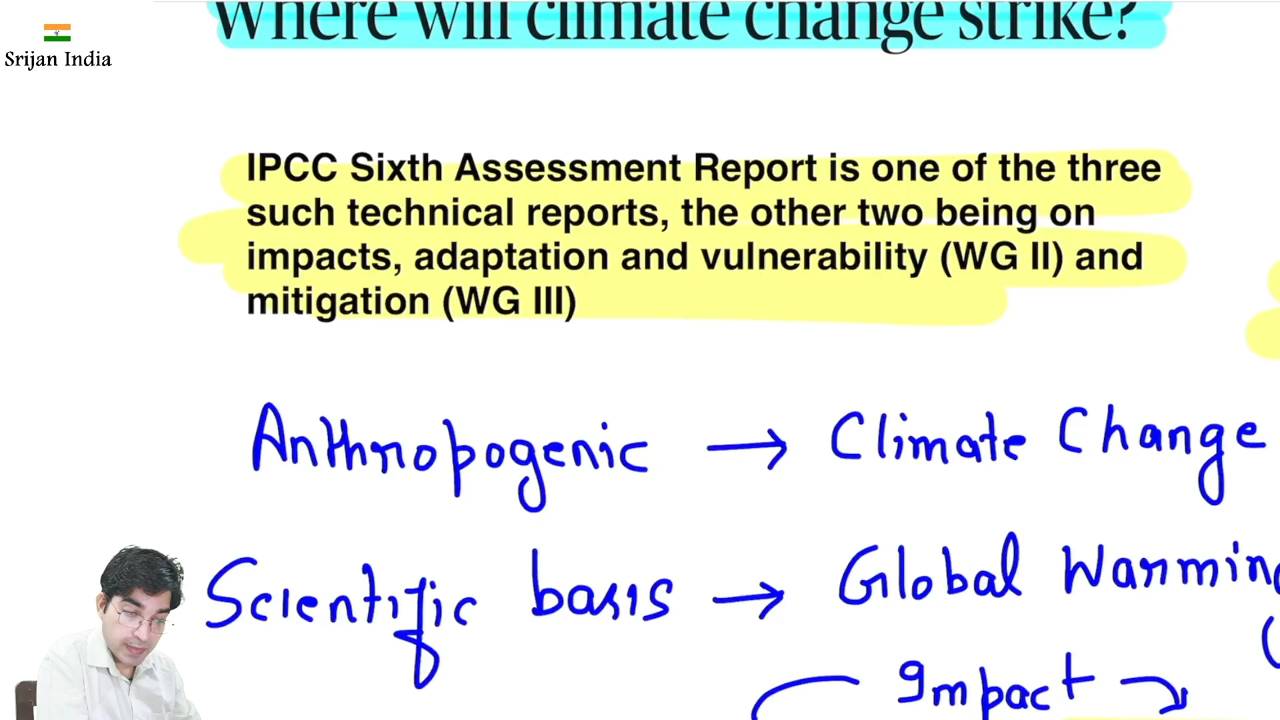 Where will climate change strike?
Srijan India
IPCC Sixth Assessment Report is one of the three
such technical reports, the other two being on
impacts, adaptation and vulnerability (WG II) and
mitigation (WG III)
Anthropogenic → Climate Change
Scientific basis → Global Warming
Impact